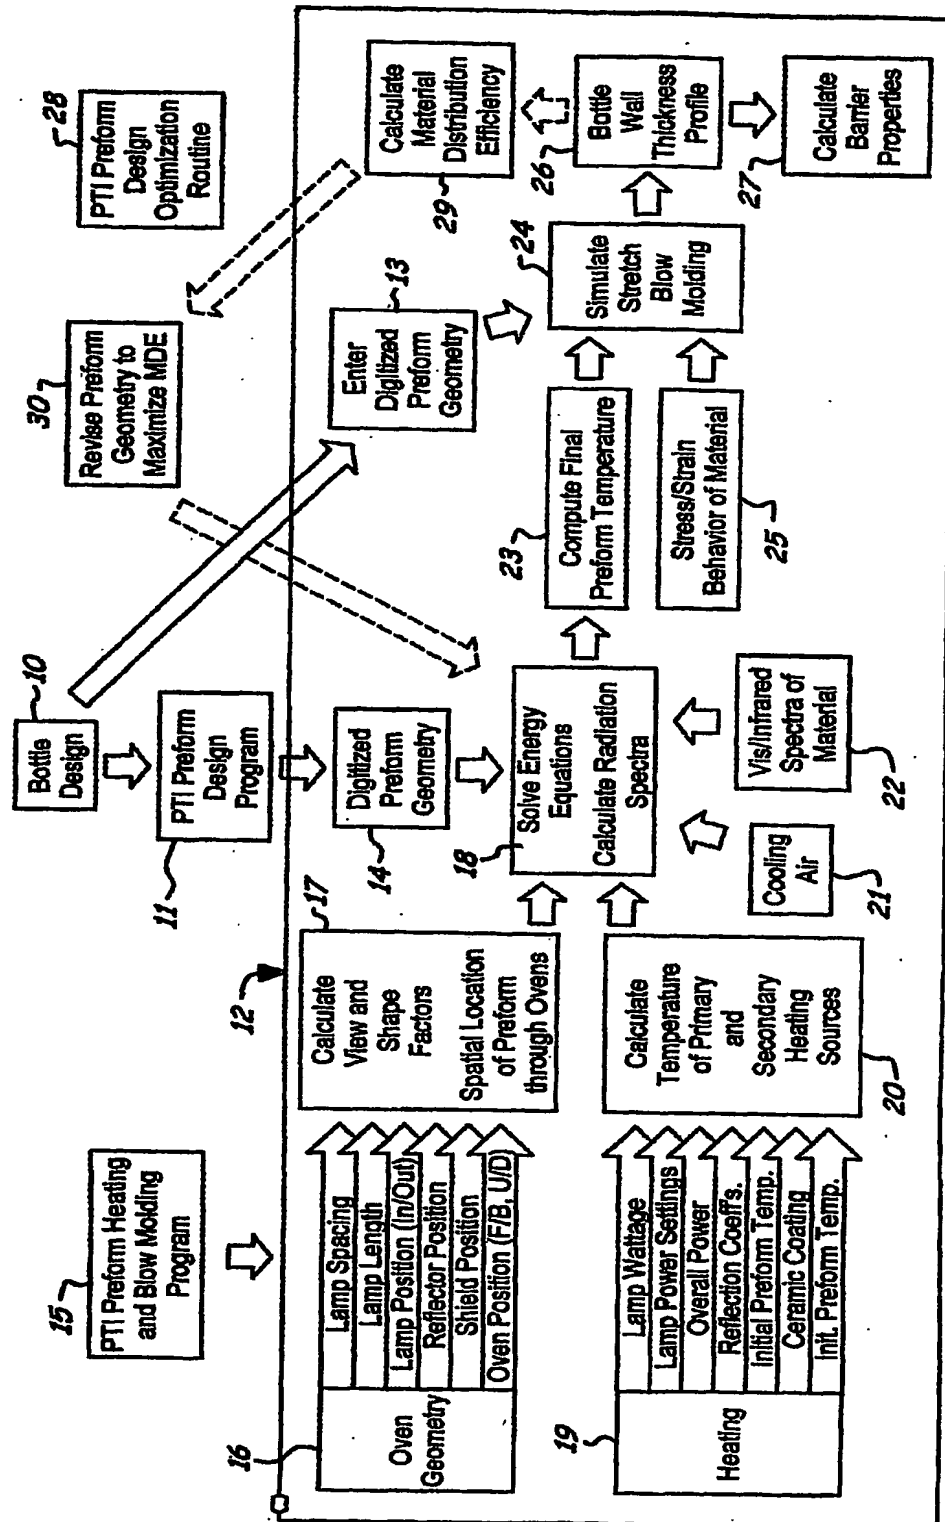 10
Bottle
Design
11
PTI Preform
Design
Program
15
PTI Preform Heating
and Blow Molding
Program
30
Revise Preform
Geometry to
Maximize MDE
28
PTI Preform
Design
Optimization
Routine
12
16
Oven
Geometry
Lamp Spacing
Lamp Length
Lamp Position (In/Out)
Reflector Position
Shield Position
Oven Position (F/B, U/D)
17
Calculate
View and
Shape
Factors
Spatial Location
of Preform
through Ovens
14
Digitized
Preform
Geometry
13
Enter
Digitized
Preform
Geometry
29
Calculate
Material
Distribution
Efficiency
18
Solve Energy
Equations
Calculate Radiation
Spectra
23
Compute Final
Preform Temperature
24
Simulate
Stretch
Blow
Molding
26
Bottle
Wall
Thickness
Profile
19
Heating
Lamp Wattage
Lamp Power Settings
Overall Power
Reflection Coeff's.
Initial Preform Temp.
Ceramic Coating
Init. Preform Temp.
20
Calculate
Temperature
of Primary
and
Secondary
Heating
Sources
21
Cooling
Air
22
Vis/Infrared
Spectra of
Material
25
Stress/Strain
Behavior of Material
27
Calculate
Barrier
Properties